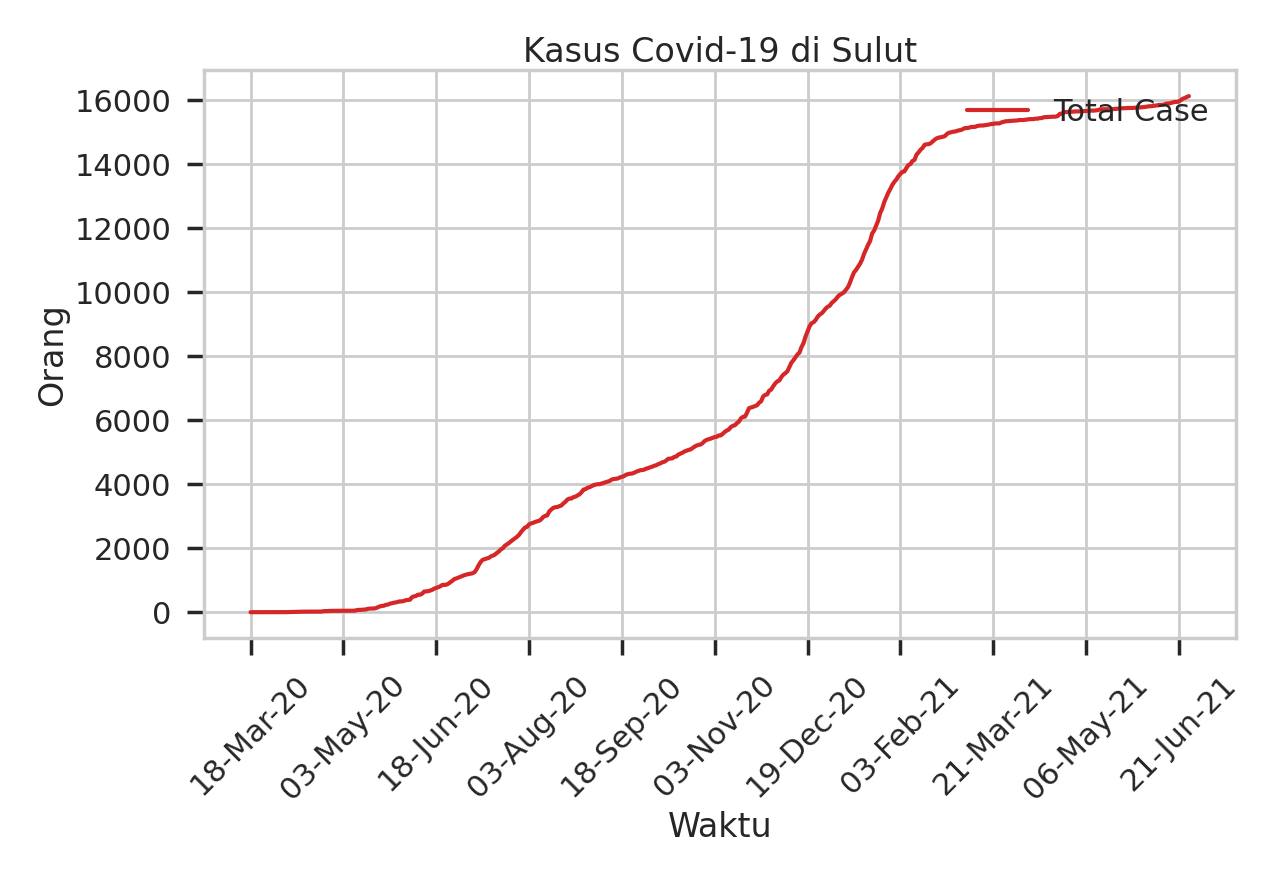 Kasus Covid-19 di Sulut
Total Case
Orang
16000
14000
12000
10000
8000
6000
4000
2000
0
18-Mar-20
03-May-20
18-Jun-20
03-Aug-20
18-Sep-20
03-Nov-20
19-Dec-20
03-Feb-21
21-Mar-21
06-May-21
21-Jun-21
Waktu